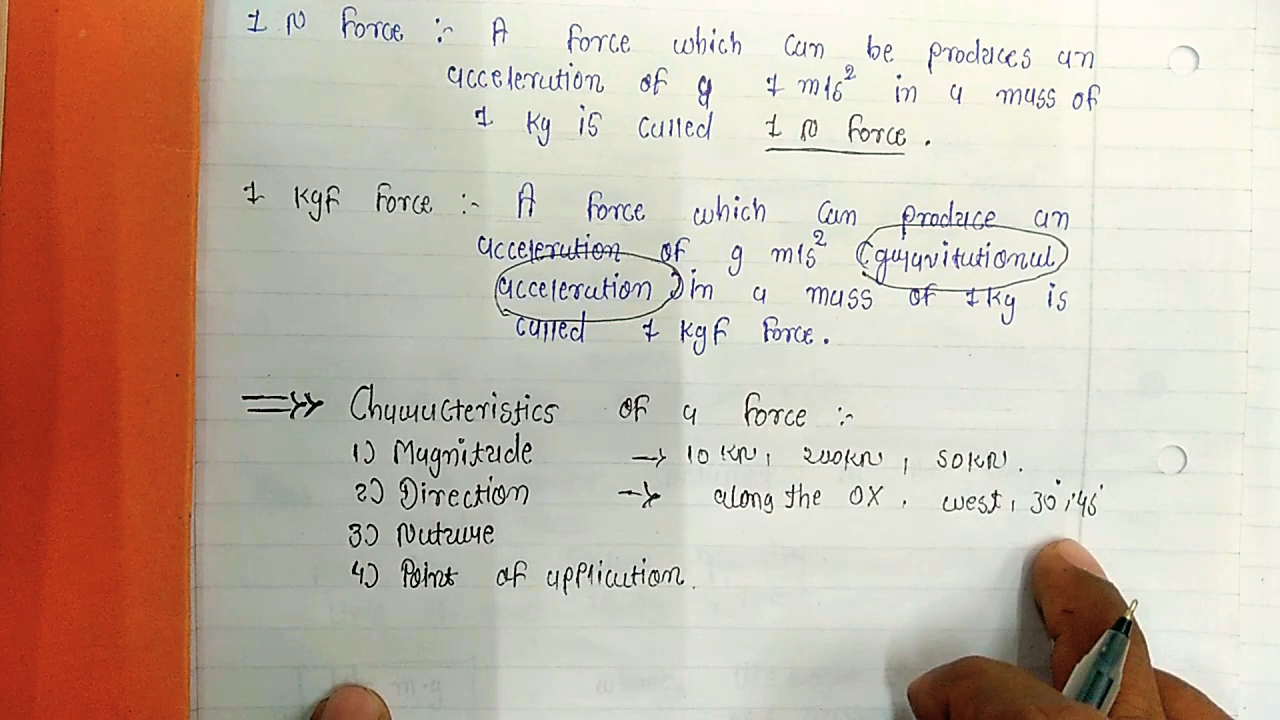 1 N Force :- A force which can be produces an
acceleration of g 1 m/s² in a mass of
1 kg is called 1 N force.
1 Kgf Force :- A force which can produce an
acceleration of g m/s² (gravitational
acceleration) in a mass of 1kg is
called 1 kgf force.
⇒ Characteristics of a force :-
1) Magnitude → 10 KN, 200KN, 50KN.
2) Direction → along the OX, west, 30°, 45°
3) Nature
4) Point of application.